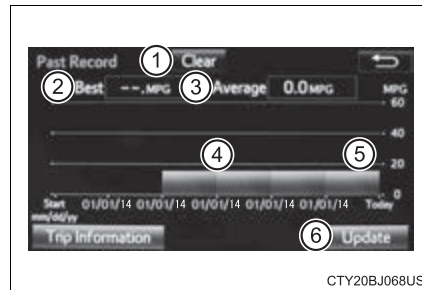 Past Record 1 Clear
2 Best --.MPG 3 Average 0.0 MPG MPG
60
40
4 5 20
0
Start 01/01/14 01/01/14 01/01/14 01/01/14 01/01/14 Today
mm/dd/yy
Trip Information 6 Update
CTY20BJ068US